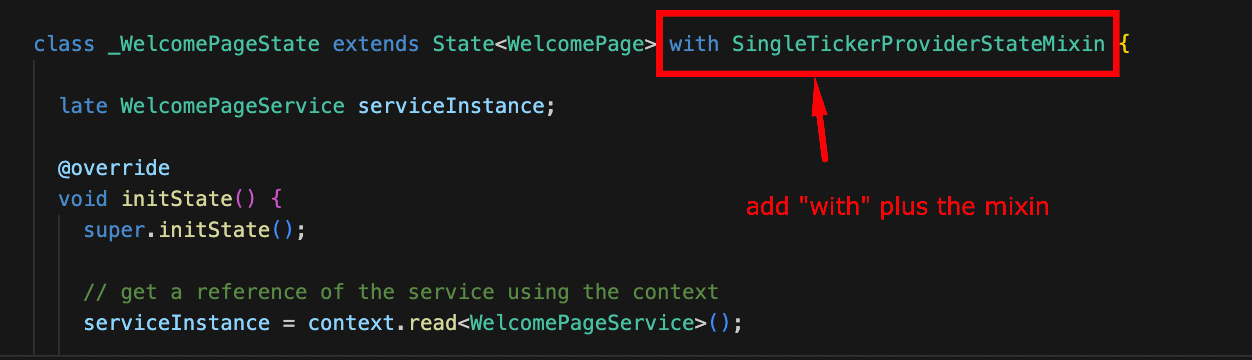 class _WelcomePageState extends State<WelcomePage> with SingleTickerProviderStateMixin {
late WelcomePageService serviceInstance;
@override
void initState() {
super.initState();
add "with" plus the mixin
// get a reference of the service using the context
serviceInstance = context.read<WelcomePageService>();